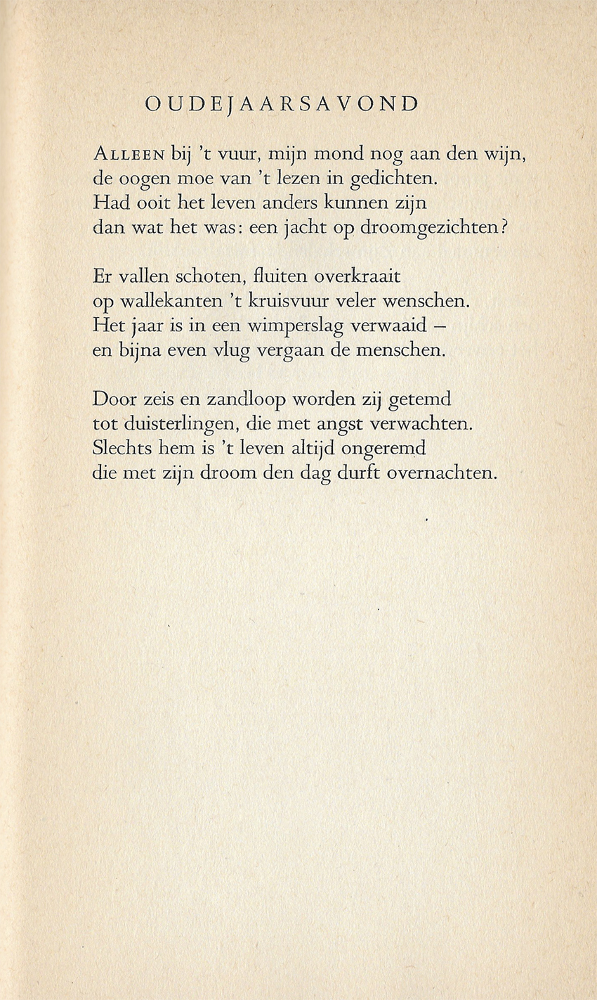 OUDEJAARSAVOND
ALLEEN bij ’t vuur, mijn mond nog aan den wijn,
de oogen moe van ’t lezen in gedichten.
Had ooit het leven anders kunnen zijn
dan wat het was: een jacht op droomgezichten?
Er vallen schoten, fluiten overkraait
op wallekanten ’t kruisvuur veler wenschen.
Het jaar is in een wimperslag verwaaid –
en bijna even vlug vergaan de menschen.
Door zeis en zandloop worden zij getemd
tot duisterlingen, die met angst verwachten.
Slechts hem is ’t leven altijd ongeremd
die met zijn droom den dag durft overnachten.